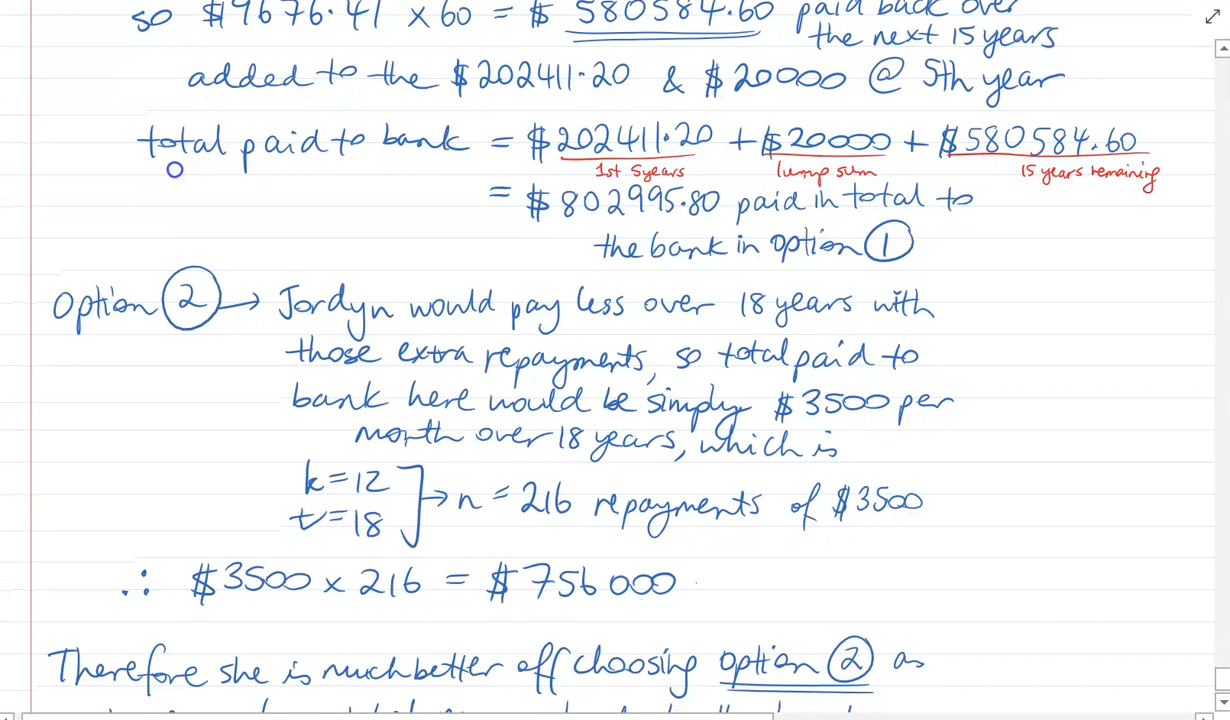 so $9676.41 x 60 = $ 580584.60 paid back over
the next 15 years
added to the $202411.20 & $20000 @ 5th year
total paid to bank = $202411.20 + $20000 + $580584.60
1st 5 years lump sum 15 years remaining
= $802995.80 paid in total to
the bank in option 1
Option 2 → Jordyn would pay less over 18 years with
those extra repayments, so total paid to
bank here would be simply $3500 per
month over 18 years, which is
k=12
t=18
→ n = 216 repayments of $3500
∴ $3500 x 216 = $756000
Therefore she is much better off choosing option 2 as